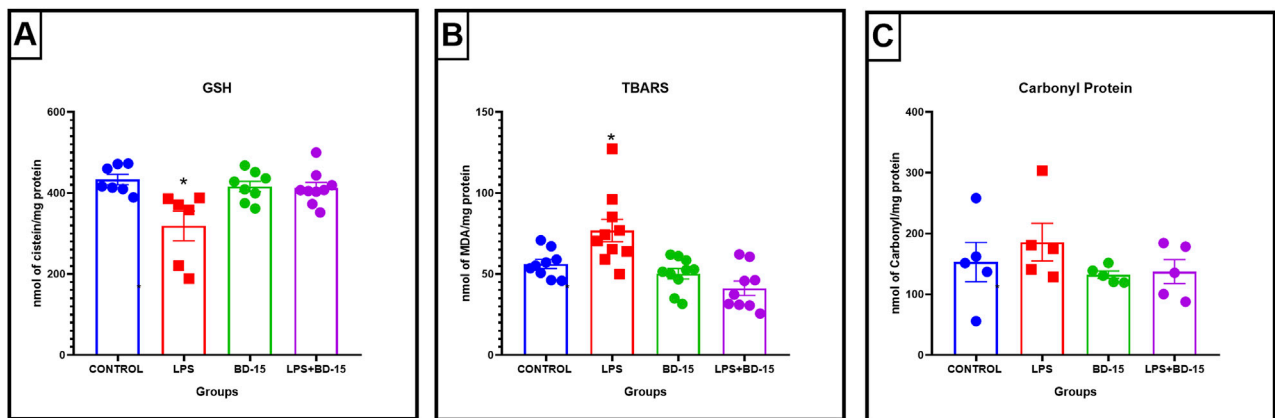 A
GSH
nmol of cistein/mg protein
600
400
200
0
*
CONTROL
LPS
BD-15
LPS+BD-15
Groups
B
TBARS
nmol of MDA/mg protein
150
100
50
0
*
CONTROL
LPS
BD-15
LPS+BD-15
Groups
C
Carbonyl Protein
nmol of Carbonyl/mg protein
400
300
200
100
0
CONTROL
LPS
BD-15
LPS+BD-15
Groups